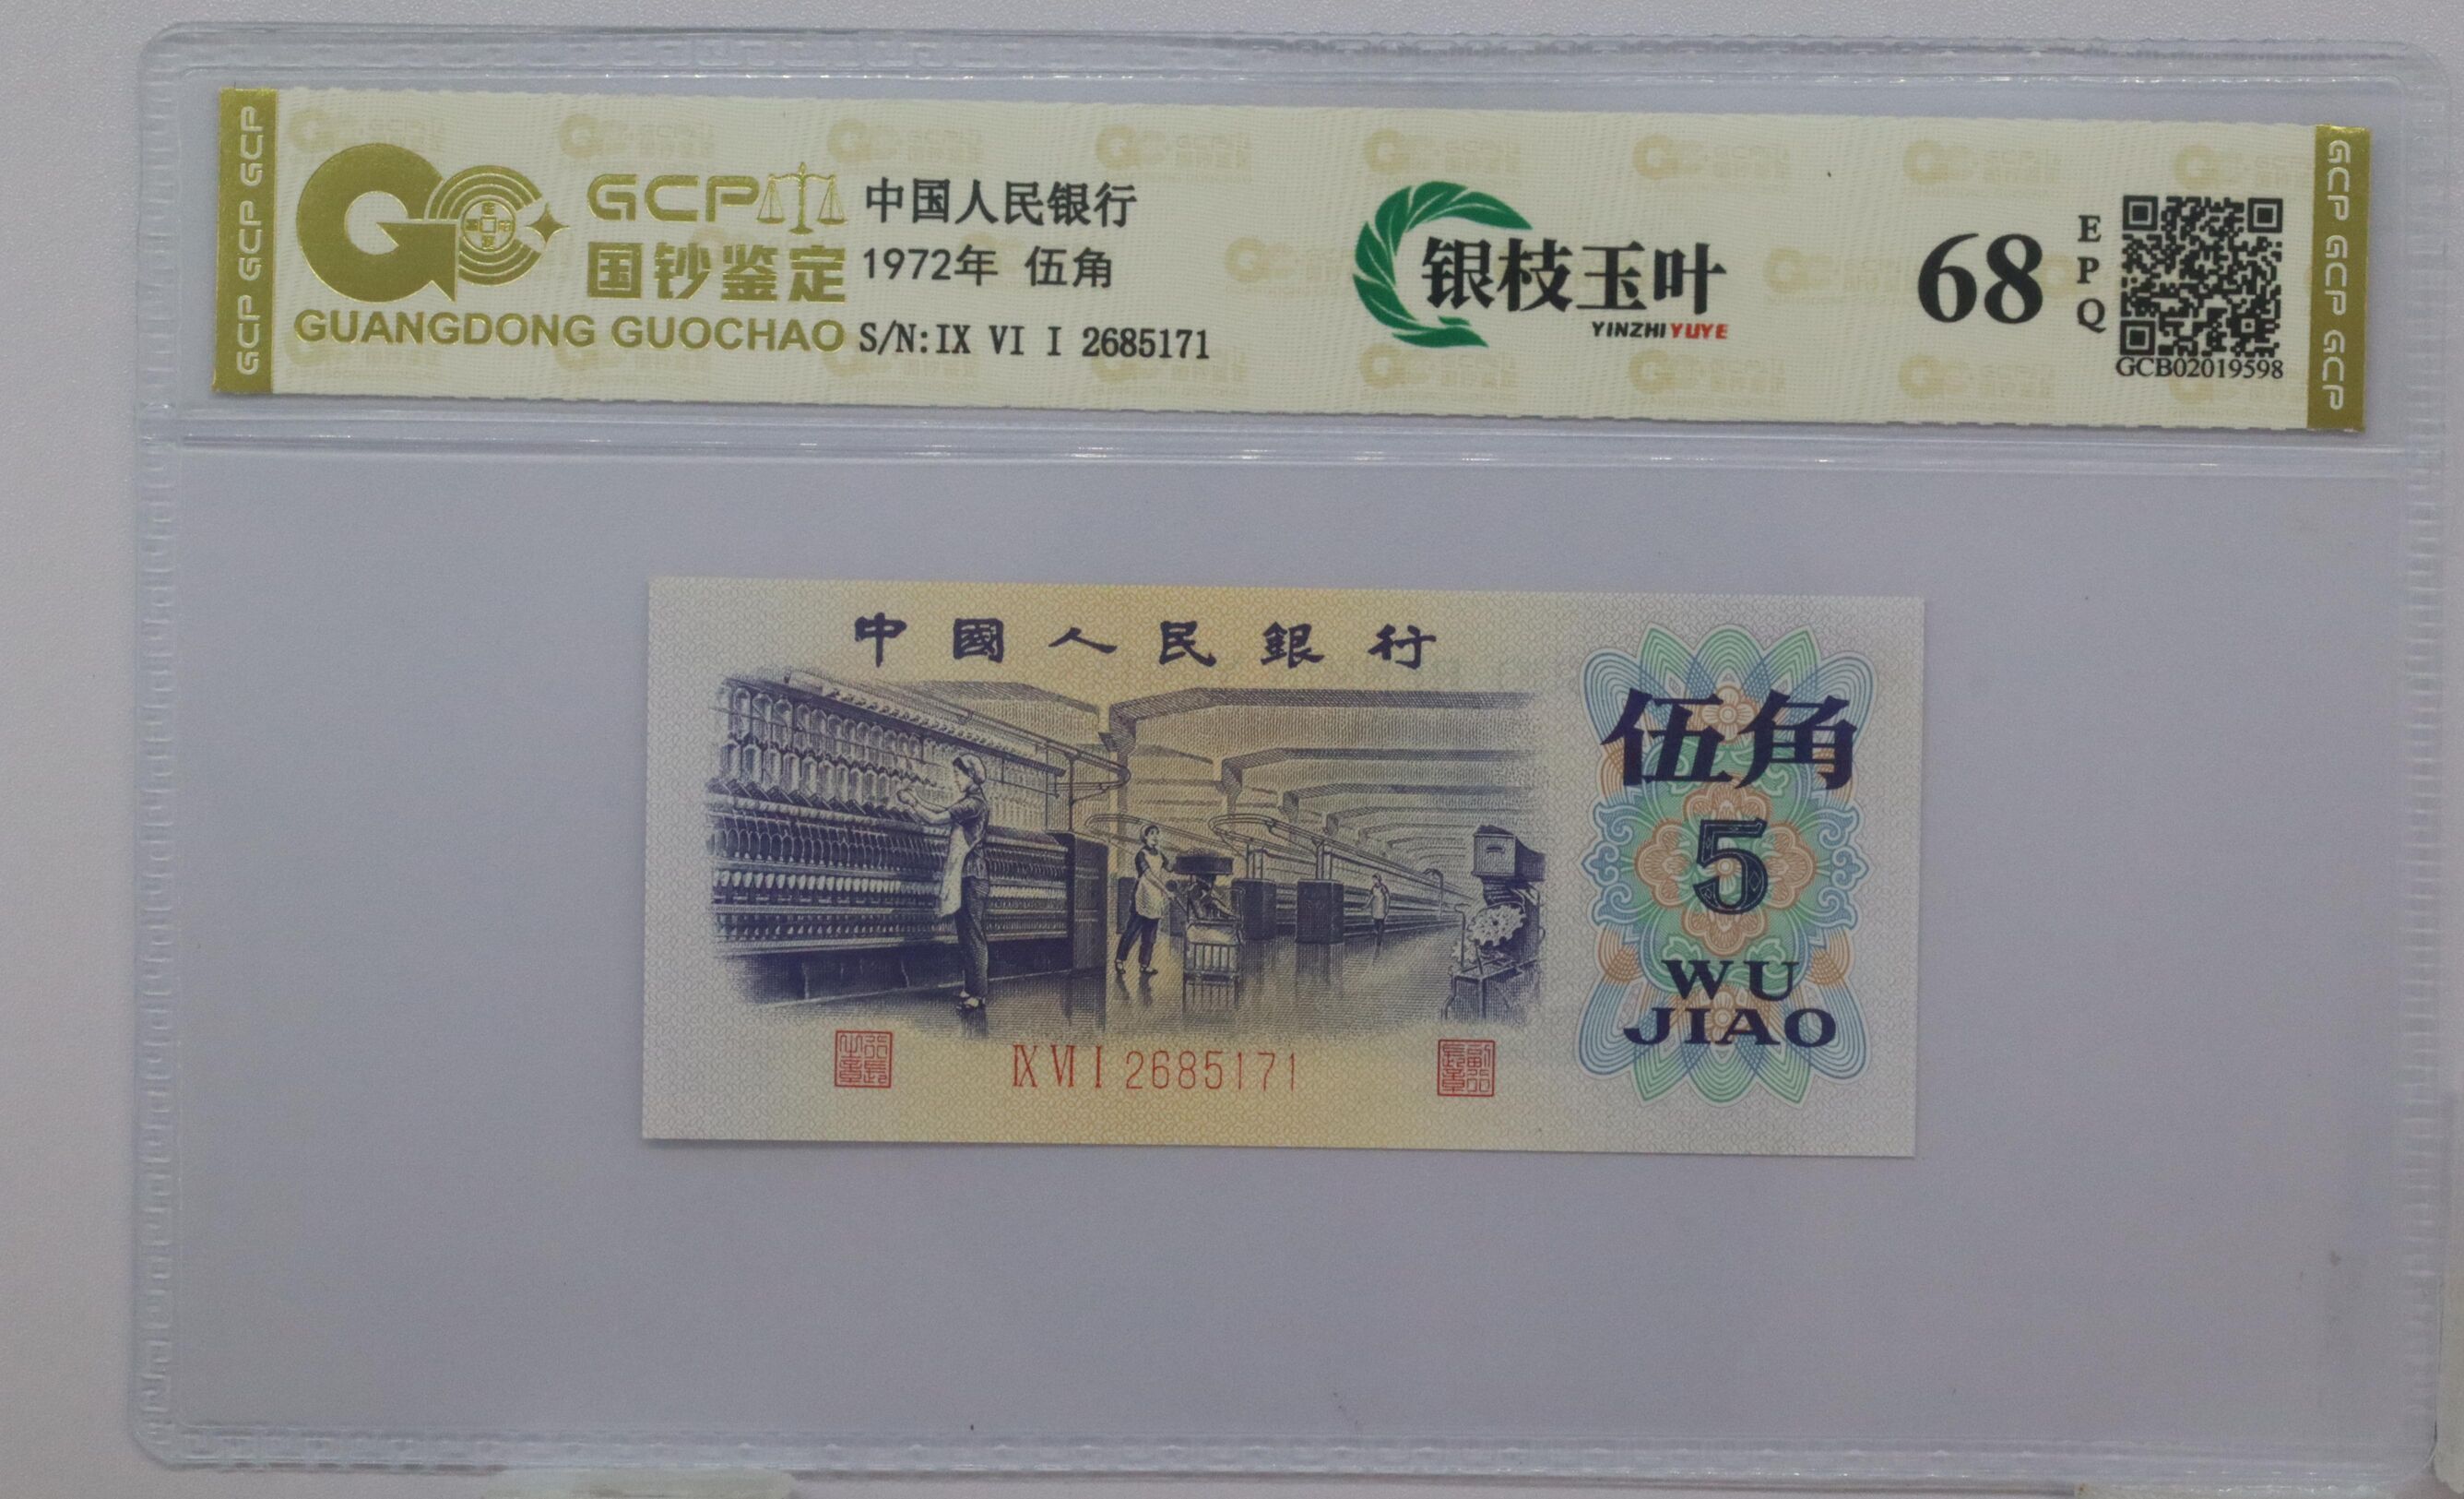 GCP GCP GCP
GCP
国钞鉴定
GUANGDONG GUOCHAO
中国人民银行
1972年 伍角
S/N:IX VI I 2685171
银枝玉叶
YINZHIYUYE
68
EPQ
GCB02019598
GCP GCP GCP
中國人民銀行
伍角
5
WU
JIAO
IX VI I 2685171